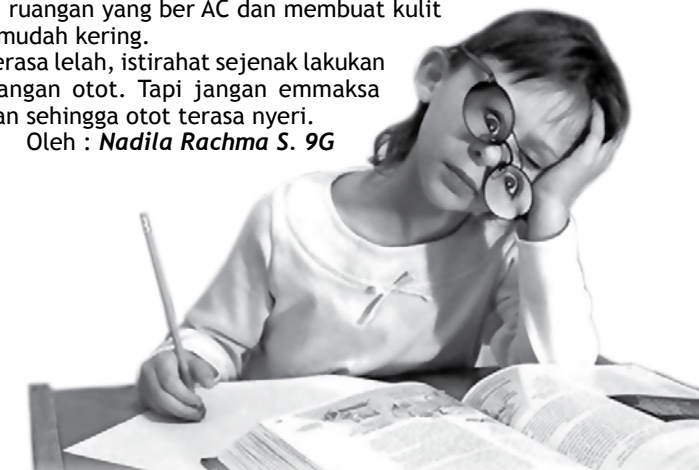 ruangan yang ber AC dan membuat kulit
mudah kering.
erasa lelah, istirahat sejenak lakukan
angan otot. Tapi jangan emmaksa
an sehingga otot terasa nyeri.
Oleh : Nadila Rachma S. 9G